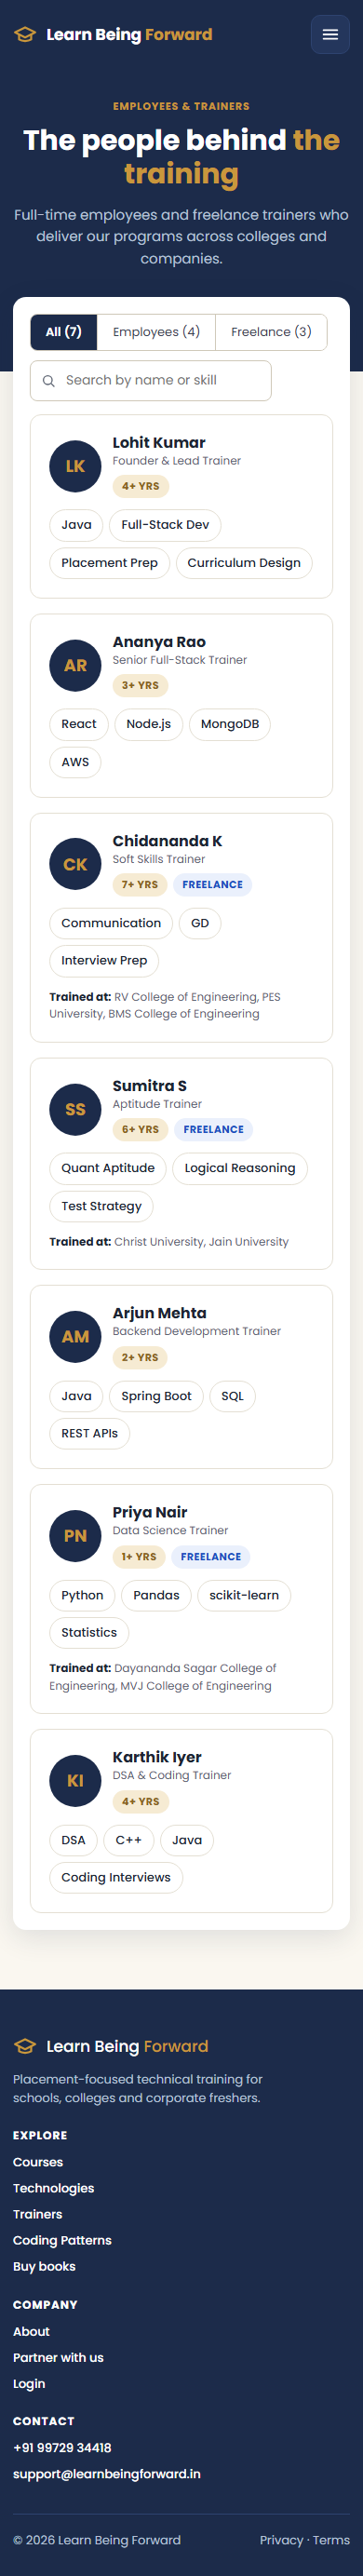 Learn Being Forward
EMPLOYEES & TRAINERS
The people behind the
training
Full-time employees and freelance trainers who
deliver our programs across colleges and
companies.
All (7) Employees (4) Freelance (3)
Search by name or skill
LK
Lohit Kumar
Founder & Lead Trainer
4+ YRS
Java Full-Stack Dev
Placement Prep Curriculum Design
AR
Ananya Rao
Senior Full-Stack Trainer
3+ YRS
React Node.js MongoDB
AWS
CK
Chidananda K
Soft Skills Trainer
7+ YRS FREELANCE
Communication GD
Interview Prep
Trained at: RV College of Engineering, PES
University, BMS College of Engineering
SS
Sumitra S
Aptitude Trainer
6+ YRS FREELANCE
Quant Aptitude Logical Reasoning
Test Strategy
Trained at: Christ University, Jain University
AM
Arjun Mehta
Backend Development Trainer
2+ YRS
Java Spring Boot SQL
REST APIs
PN
Priya Nair
Data Science Trainer
1+ YRS FREELANCE
Python Pandas scikit-learn
Statistics
Trained at: Dayananda Sagar College of
Engineering, MVJ College of Engineering
KI
Karthik Iyer
DSA & Coding Trainer
4+ YRS
DSA C++ Java
Coding Interviews
Learn Being Forward
Placement-focused technical training for
schools, colleges and corporate freshers.
EXPLORE
Courses
Technologies
Trainers
Coding Patterns
Buy books
COMPANY
About
Partner with us
Login
CONTACT
+91 99729 34418
support@learnbeingforward.in
© 2026 Learn Being Forward Privacy · Terms